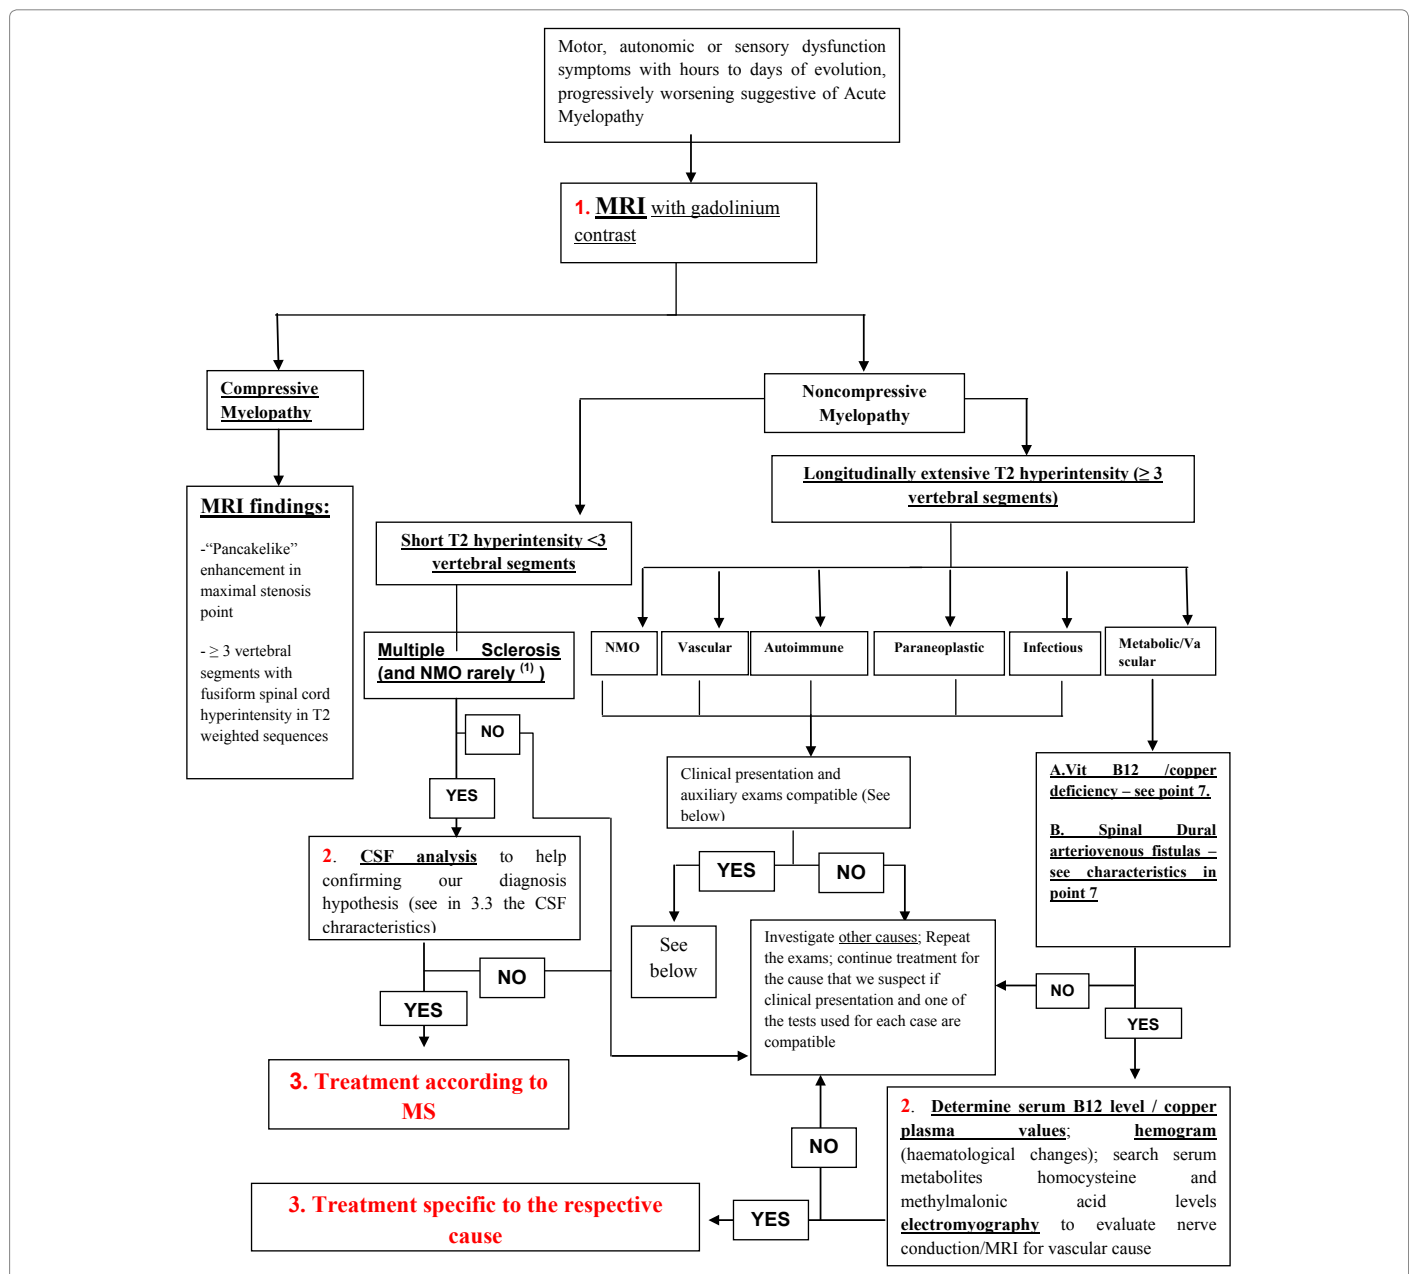 Motor, autonomic or sensory dysfunction
symptoms with hours to days of evolution,
progressively worsening suggestive of Acute
Myelopathy
1. MRI with gadolinium
contrast
Compressive
Myelopathy
Noncompressive
Myelopathy
MRI findings:
-“Pancakelike”
enhancement in
maximal stenosis
point
- ≥ 3 vertebral
segments with
fusiform spinal cord
hyperintensity in T2
weighted sequences
Longitudinally extensive T2 hyperintensity (≥ 3
vertebral segments)
Short T2 hyperintensity <3
vertebral segments
Multiple Sclerosis
(and NMO rarely (1) )
NMO
Vascular
Autoimmune
Paraneoplastic
Infectious
Metabolic/Va
scular
NO
YES
Clinical presentation and
auxiliary exams compatible (See
below)
A.Vit B12 /copper
deficiency – see point 7.
B. Spinal Dural
arteriovenous fistulas –
see characteristics in
point 7
2. CSF analysis to help
confirming our diagnosis
hypothesis (see in 3.3 the CSF
chraracteristics)
YES
NO
See
below
Investigate other causes; Repeat
the exams; continue treatment for
the cause that we suspect if
clinical presentation and one of
the tests used for each case are
compatible
NO
YES
NO
YES
3. Treatment according to
MS
2. Determine serum B12 level / copper
plasma values; hemogram
(haematological changes); search serum
metabolites homocysteine and
methylmalonic acid levels
electromyography to evaluate nerve
conduction/MRI for vascular cause
NO
YES
3. Treatment specific to the respective
cause